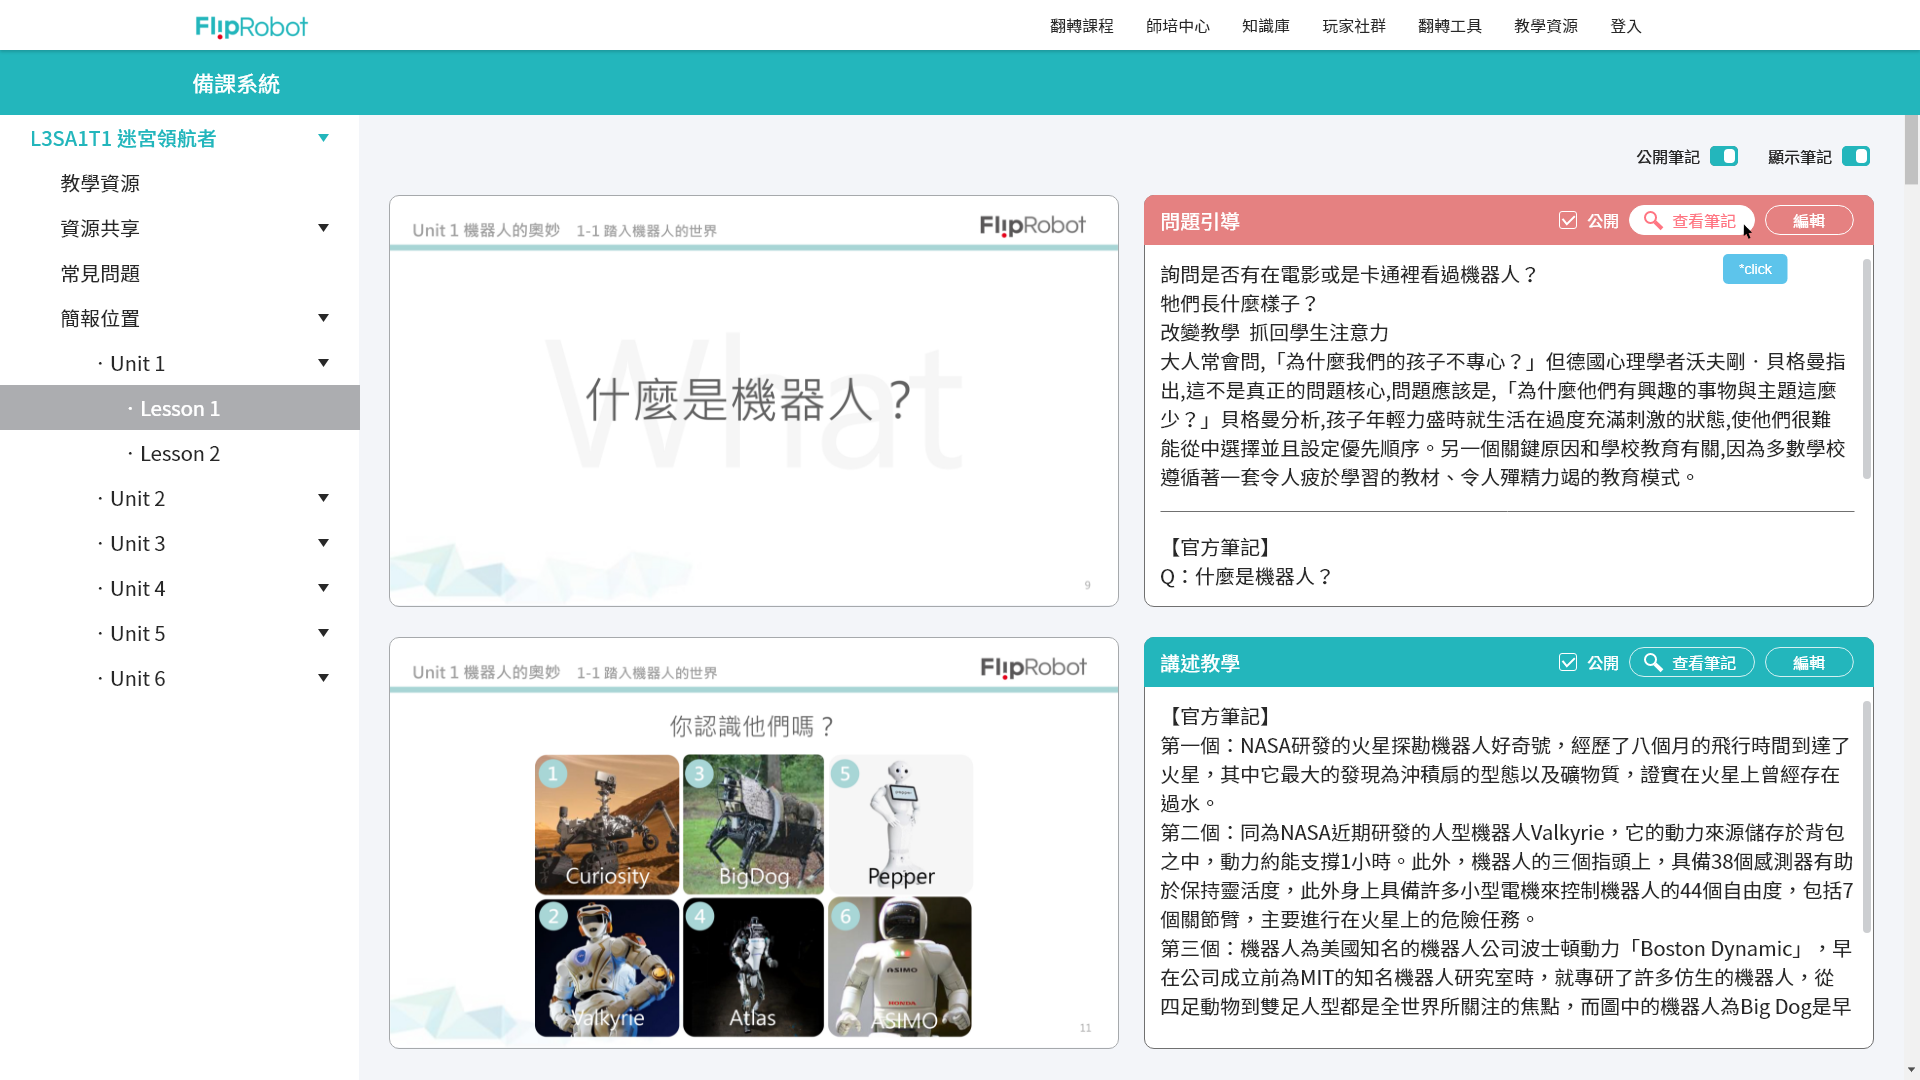 FlipRobot
翻轉課程 師培中心 知識庫 玩家社群 翻轉工具 教學資源 登入
備課系統
L3SA1T1 迷宮領航者
教學資源
資源共享
常見問題
簡報位置
· Unit 1
· Lesson 1
· Lesson 2
· Unit 2
· Unit 3
· Unit 4
· Unit 5
· Unit 6
公開筆記 顯示筆記
Unit 1 機器人的奧妙 1-1 踏入機器人的世界
FlipRobot
What
什麼是機器人？
9
問題引導 公開 查看筆記 編輯
*click
詢問是否有在電影或是卡通裡看過機器人？
牠們長什麼樣子？
改變教學 抓回學生注意力
大人常會問,「為什麼我們的孩子不專心？」但德國心理學者沃夫剛．貝格曼指
出,這不是真正的問題核心,問題應該是,「為什麼他們有興趣的事物與主題這麼
少？」貝格曼分析,孩子年輕力盛時就生活在過度充滿刺激的狀態,使他們很難
能從中選擇並且設定優先順序。另一個關鍵原因和學校教育有關,因為多數學校
遵循著一套令人疲於學習的教材、令人殫精力竭的教育模式。
【官方筆記】
Q：什麼是機器人？
Unit 1 機器人的奧妙 1-1 踏入機器人的世界
FlipRobot
你認識他們嗎？
1
Curiosity
3
BigDog
5
Pepper
2
Valkyrie
4
Atlas
6
ASIMO
HONDA
ASIMO
11
講述教學 公開 查看筆記 編輯
【官方筆記】
第一個：NASA研發的火星探勘機器人好奇號，經歷了八個月的飛行時間到達了
火星，其中它最大的發現為沖積扇的型態以及礦物質，證實在火星上曾經存在
過水。
第二個：同為NASA近期研發的人型機器人Valkyrie，它的動力來源儲存於背包
之中，動力約能支撐1小時。此外，機器人的三個指頭上，具備38個感測器有助
於保持靈活度，此外身上具備許多小型電機來控制機器人的44個自由度，包括7
個關節臂，主要進行在火星上的危險任務。
第三個：機器人為美國知名的機器人公司波士頓動力「Boston Dynamic」，早
在公司成立前為MIT的知名機器人研究室時，就專研了許多仿生的機器人，從
四足動物到雙足人型都是全世界所關注的焦點，而圖中的機器人為Big Dog是早